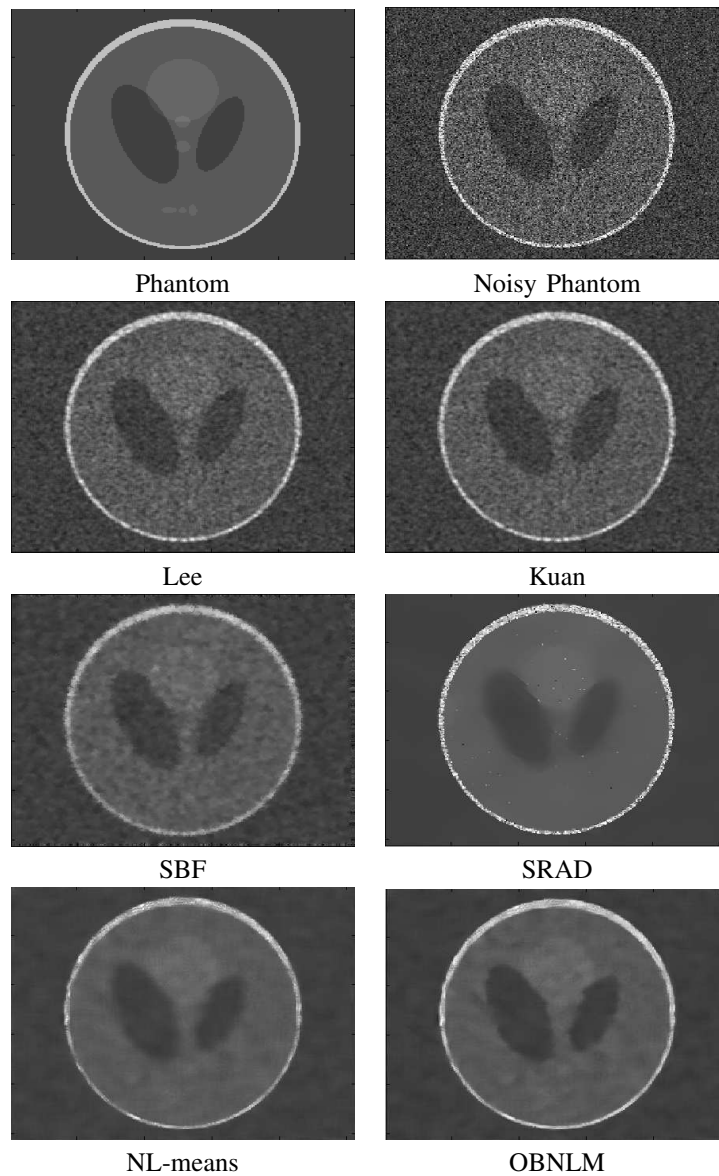 Phantom
Noisy Phantom
Lee
Kuan
SBF
SRAD
NL-means
OBNLM